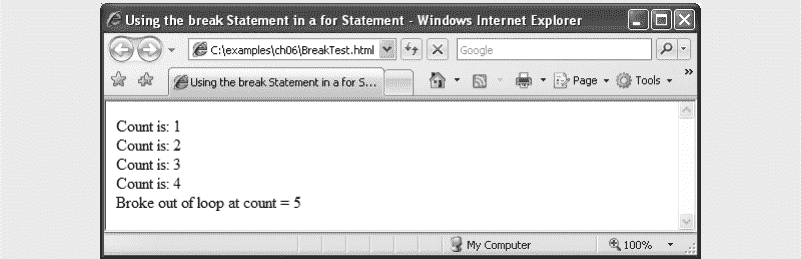 Using the break Statement in a for Statement - Windows Internet Explorer
C:\examples\ch06\BreakTest.html
Google
Using the break Statement in a for S...
Page
Tools
»
Count is: 1
Count is: 2
Count is: 3
Count is: 4
Broke out of loop at count = 5
My Computer
100%